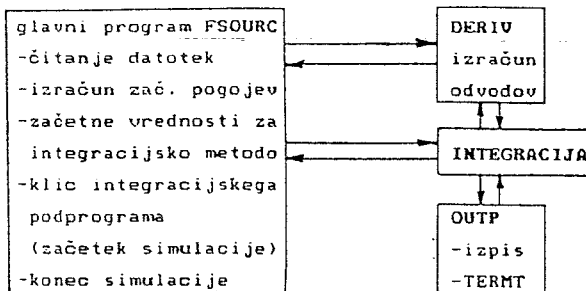 glavni program FSOURC
-čitanje datotek
-izračun zač. pogojev
-začetne vrednosti za
integracijsko metodo
-klic integracijskega
podprograma
(začetek simulacije)
-konec simulacije
DERIV
izračun
odvodov
INTEGRACIJA
OUTP
-izpis
-TERMT